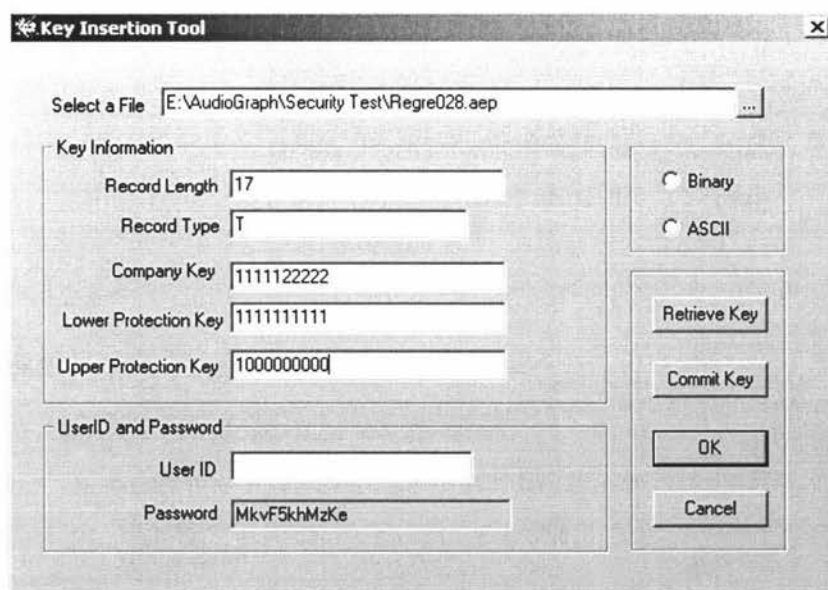 Key Insertion Tool
Select a File E:\AudioGraph\Security Test\Regre028.aep ...
Key Information
Record Length 17
Record Type T
Company Key 1111122222
Lower Protection Key 1111111111
Upper Protection Key 1000000000
Binary
ASCII
Retrieve Key
Commit Key
OK
Cancel
UserID and Password
User ID
Password MkvF5khMzKe